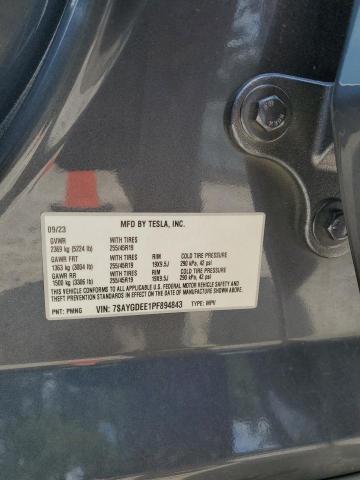 09/23 MFD BY TESLA, INC.
GVWR WITH TIRES
2369 kg (5224 lb) 255/45R19
GAWR FRT WITH TIRES RIM COLD TIRE PRESSURE
1363 kg (3004 lb) 255/45R19 19X9.5J 290 kPa, 42 psi
GAWR RR WITH TIRES RIM COLD TIRE PRESSURE
1500 kg (3306 lb) 255/45R19 19X9.5J 290 kPa, 42 psi
THIS VEHICLE CONFORMS TO ALL APPLICABLE U.S. FEDERAL MOTOR VEHICLE
SAFETY AND THEFT PREVENTION STANDARDS IN EFFECT ON THE DATE OF
MANUFACTURE SHOWN ABOVE.
PNT: PMNG VIN: 7SAYGDEE1PF894843 TYPE: MPV